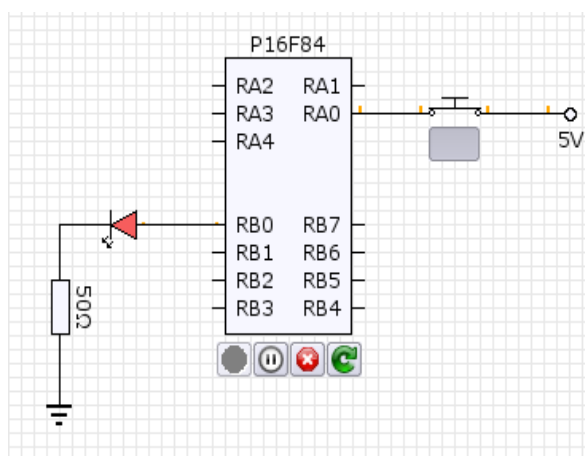 P16F84
RA2 RA1
RA3 RA0
RA4
5V
RB0 RB7
RB1 RB6
RB2 RB5
RB3 RB4
50Ω